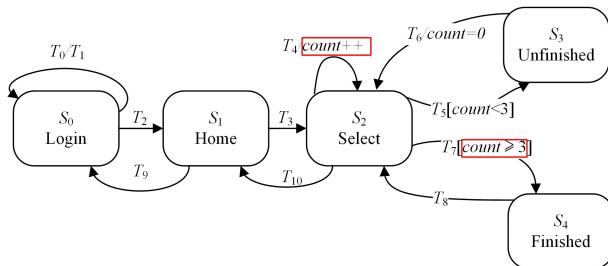 T₀/T₁
S₀
Login
T₂
S₁
Home
T₃
T₄ count++
S₂
Select
T₆/count=0
S₃
Unfinished
T₅[count<3]
T₇[count⩾3]
T₉
T₁₀
T₈
S₄
Finished